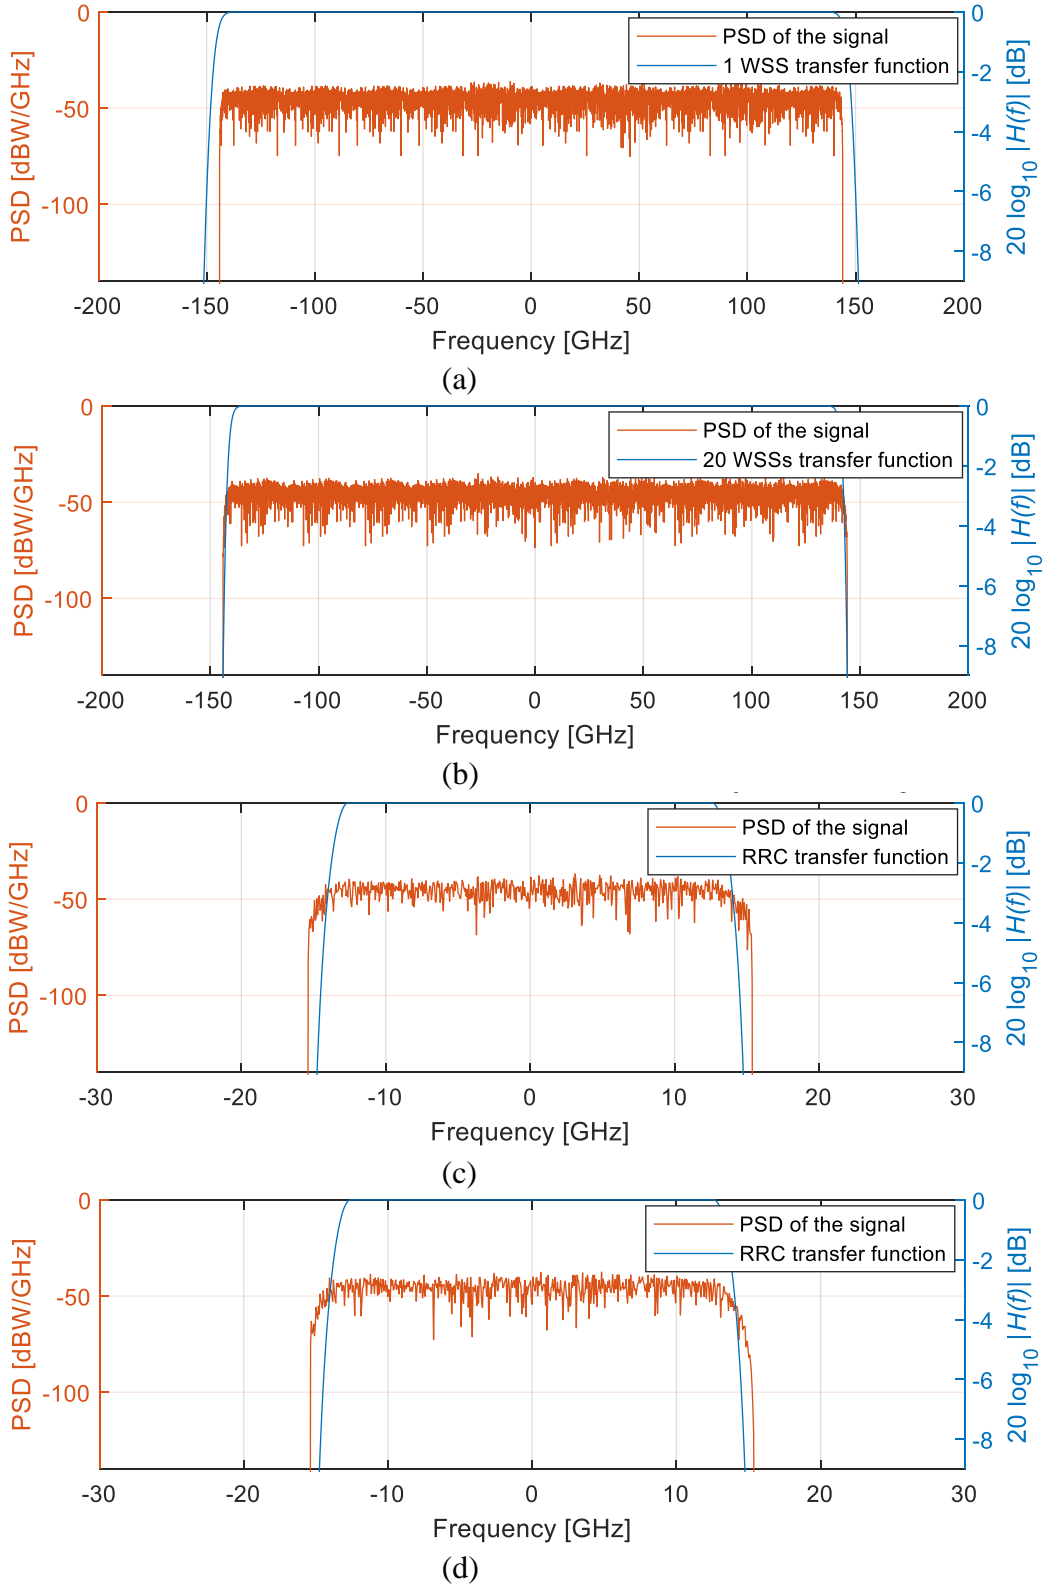 0
-50
-100
PSD [dBW/GHz]
PSD of the signal
1 WSS transfer function
0
-2
-4
-6
-8
20 log10 |H(f)| [dB]
-200 -150 -100 -50 0 50 100 150 200
Frequency [GHz]
(a)
0
-50
-100
PSD [dBW/GHz]
PSD of the signal
20 WSSs transfer function
0
-2
-4
-6
-8
20 log10 |H(f)| [dB]
-200 -150 -100 -50 0 50 100 150 200
Frequency [GHz]
(b)
0
-50
-100
PSD [dBW/GHz]
PSD of the signal
RRC transfer function
0
-2
-4
-6
-8
20 log10 |H(f)| [dB]
-30 -20 -10 0 10 20 30
Frequency [GHz]
(c)
0
-50
-100
PSD [dBW/GHz]
PSD of the signal
RRC transfer function
0
-2
-4
-6
-8
20 log10 |H(f)| [dB]
-30 -20 -10 0 10 20 30
Frequency [GHz]
(d)